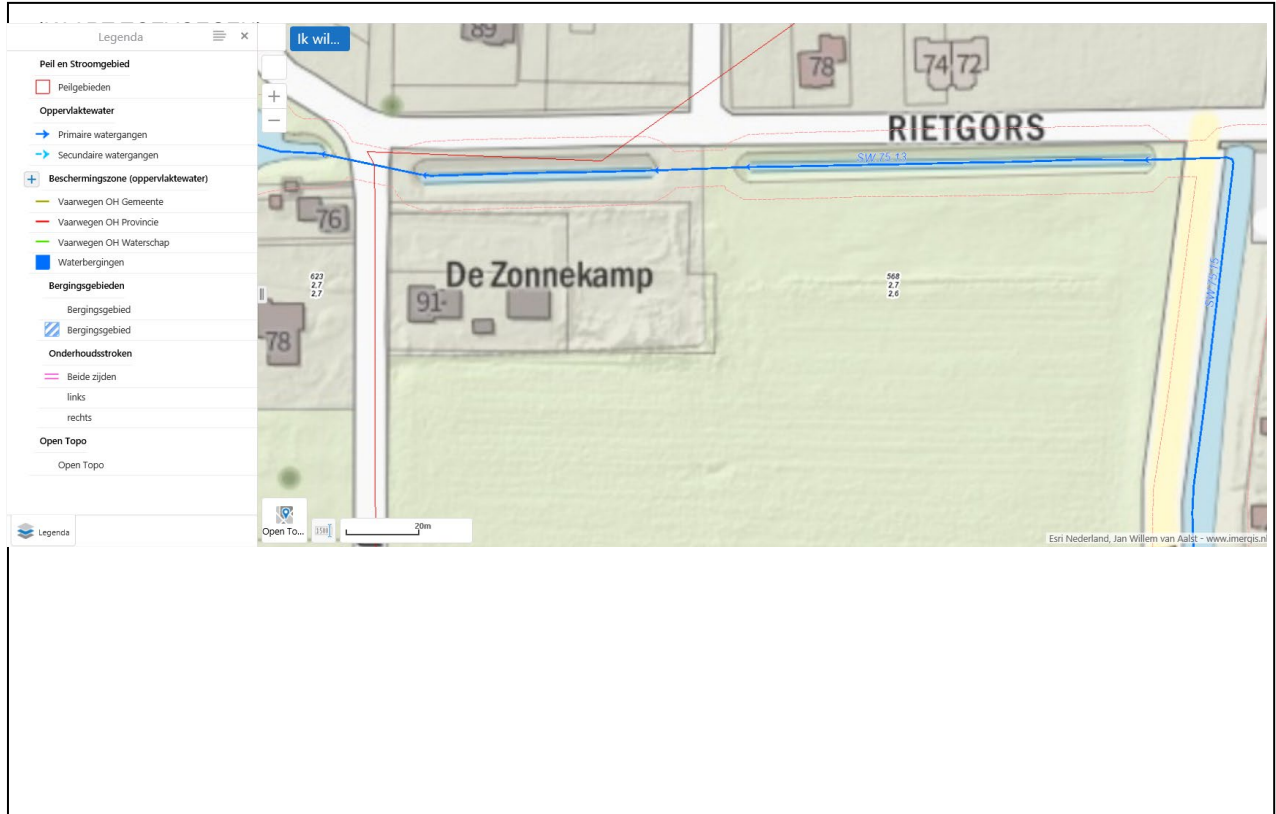 Legenda
Peil en Stroomgebied
Peilgebieden
Oppervlaktewater
Primaire watergangen
Secundaire watergangen
Beschermingszone (oppervlaktewater)
Vaarwegen OH Gemeente
Vaarwegen OH Provincie
Vaarwegen OH Waterschap
Waterbergingen
Bergingsgebieden
Bergingsgebied
Bergingsgebied
Onderhoudsstroken
Beide zijden
links
rechts
Open Topo
Open Topo
Legenda
Ik wil...
89
78
74 72
RIETGORS
SW 75 13
76
De Zonnekamp
91
623
2.7
2.7
568
2.7
2.6
SW 75 15
78
Open To...
20m
Esri Nederland, Jan Willem van Aalst - www.imergis.nl